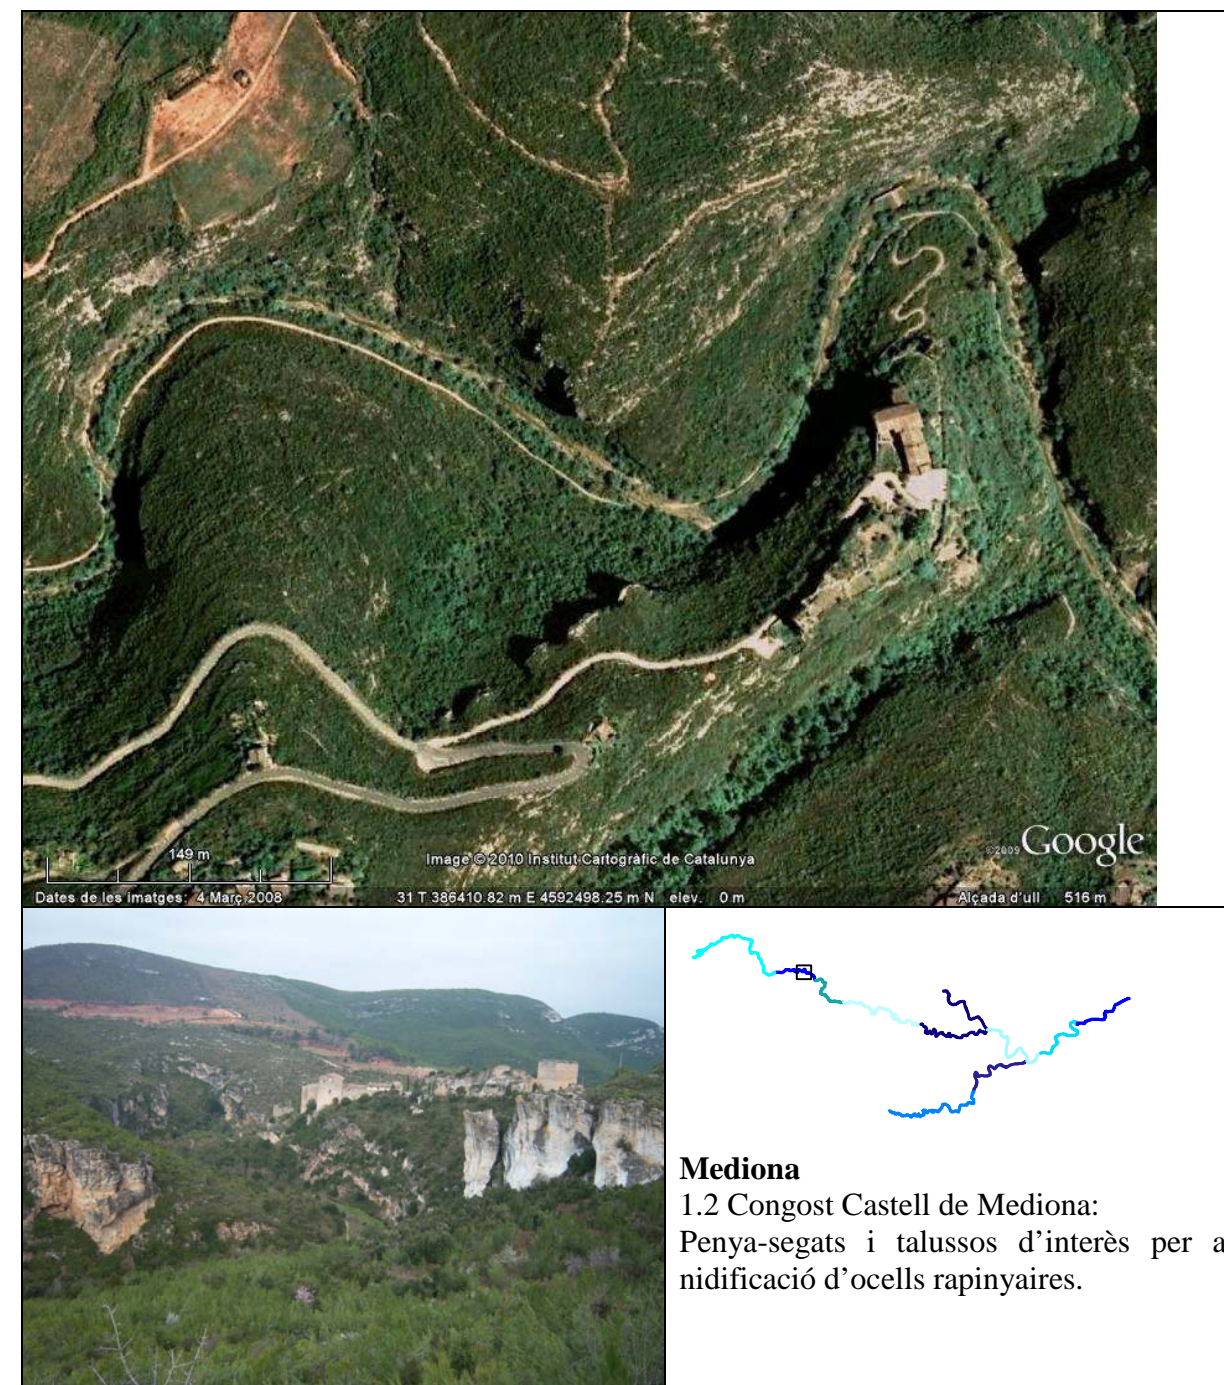 149 m
Image © 2010 Institut Cartogràfic de Catalunya
©2009 Google
Dates de les imatges: 4 Març 2008 31 T 386410.82 m E 4592498.25 m N elev. 0 m Alçada d'ull 516 m
Mediona
1.2 Congost Castell de Mediona:
Penya-segats i talussos d’interès per a
nidificació d’ocells rapinyaires.